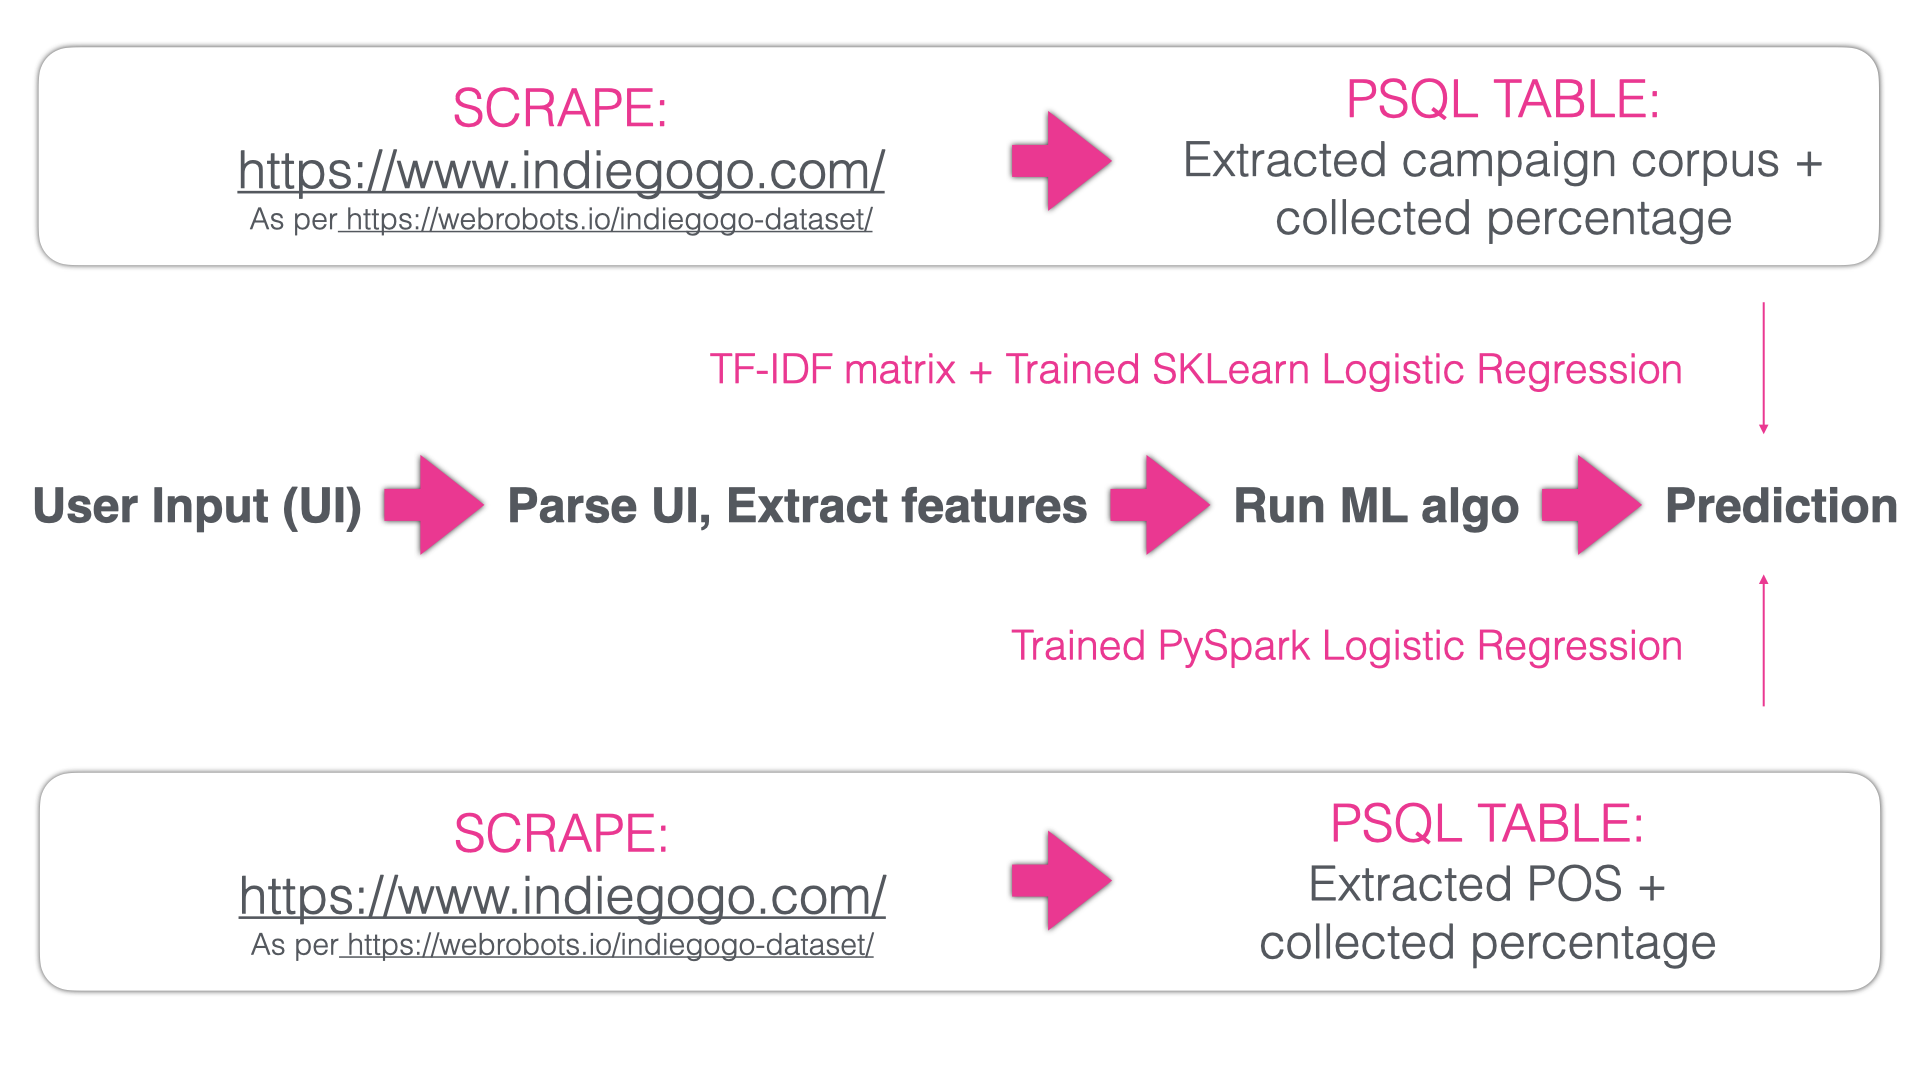 SCRAPE:
https://www.indiegogo.com/
As per https://webrobots.io/indiegogo-dataset/
PSQL TABLE:
Extracted campaign corpus +
collected percentage
TF-IDF matrix + Trained SKLearn Logistic Regression
User Input (UI)
Parse UI, Extract features
Run ML algo
Prediction
Trained PySpark Logistic Regression
SCRAPE:
https://www.indiegogo.com/
As per https://webrobots.io/indiegogo-dataset/
PSQL TABLE:
Extracted POS +
collected percentage